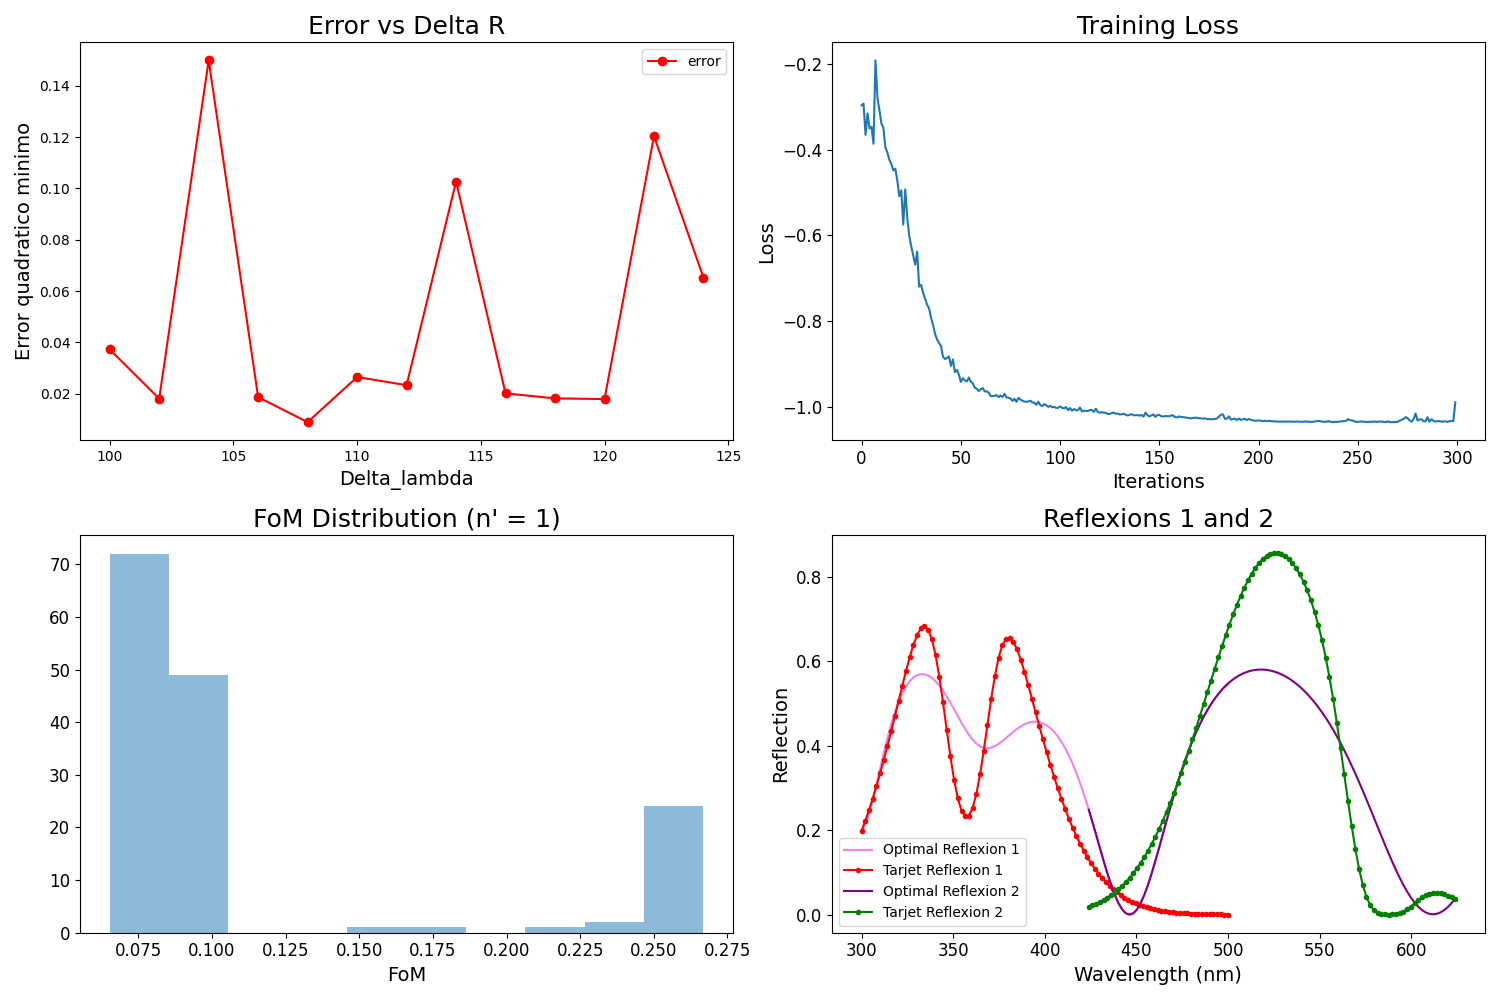 Error vs Delta R
error
Error quadratico minimo
0.14
0.12
0.10
0.08
0.06
0.04
0.02
100 105 110 115 120 125
Delta_lambda
Training Loss
Loss
−0.2
−0.4
−0.6
−0.8
−1.0
0 50 100 150 200 250 300
Iterations
FoM Distribution (n' = 1)
70
60
50
40
30
20
10
0
0.075 0.100 0.125 0.150 0.175 0.200 0.225 0.250 0.275
FoM
Reflexions 1 and 2
Reflection
0.8
0.6
0.4
0.2
0.0
Optimal Reflexion 1
Tarjet Reflexion 1
Optimal Reflexion 2
Tarjet Reflexion 2
300 350 400 450 500 550 600
Wavelength (nm)